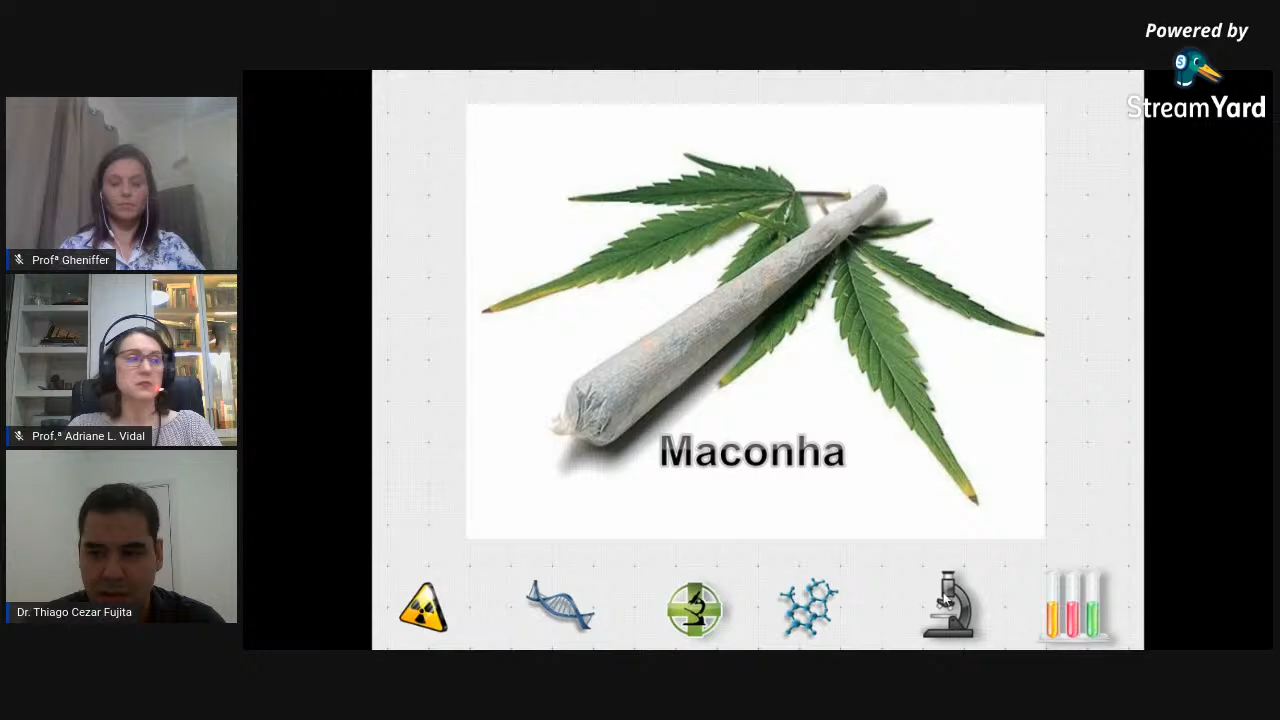 Powered by
StreamYard
Profª Gheniffer
Prof.ª Adriane L. Vidal
Dr. Thiago Cezar Fujita
Maconha